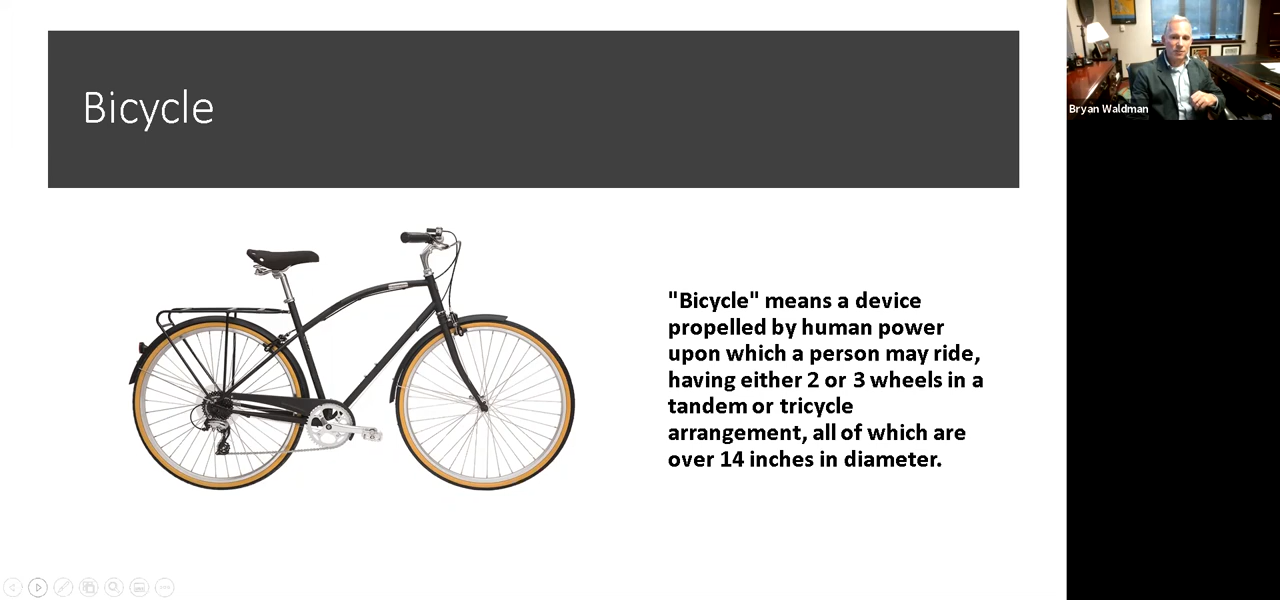 Bicycle
"Bicycle" means a device
propelled by human power
upon which a person may ride,
having either 2 or 3 wheels in a
tandem or tricycle
arrangement, all of which are
over 14 inches in diameter.
Bryan Waldman